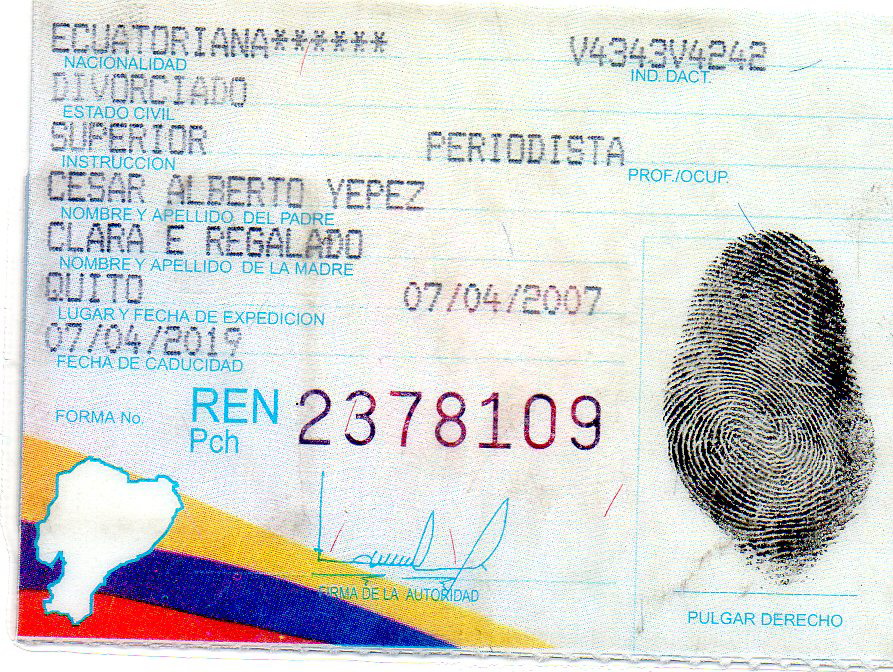 ECUATORIANA****** V4343V4242
NACIONALIDAD IND. DACT.
DIVORCIADO
ESTADO CIVIL
SUPERIOR PERIODISTA
INSTRUCCION PROF./OCUP.
CESAR ALBERTO YEPEZ
NOMBRE Y APELLIDO DEL PADRE
CLARA E REGALADO
NOMBRE Y APELLIDO DE LA MADRE
QUITO 07/04/2007
LUGAR Y FECHA DE EXPEDICION
07/04/2019
FECHA DE CADUCIDAD
FORMA No. REN 2378109
Pch
FIRMA DE LA AUTORIDAD
PULGAR DERECHO